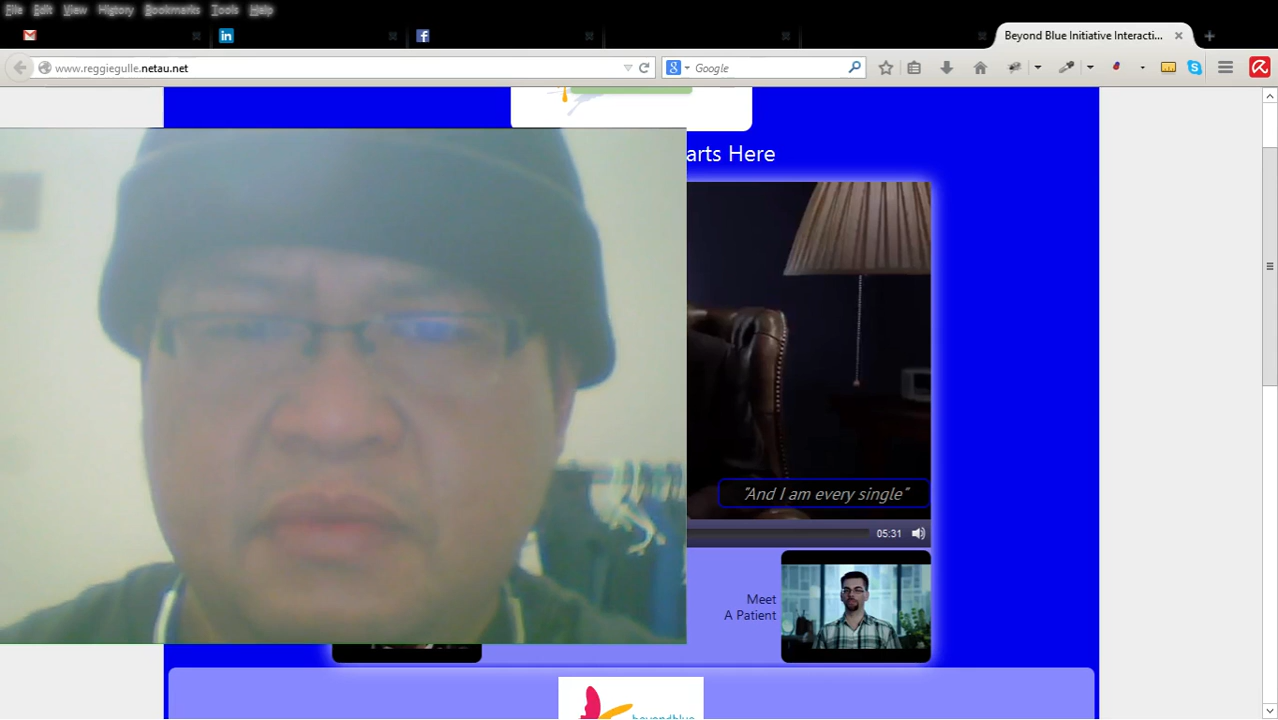 File Edit View History Bookmarks Tools Help
Beyond Blue Initiative Interacti...
www.reggiegulle.netau.net
Google
arts Here
"And I am every single"
05:31
Meet
A Patient
beyondblue